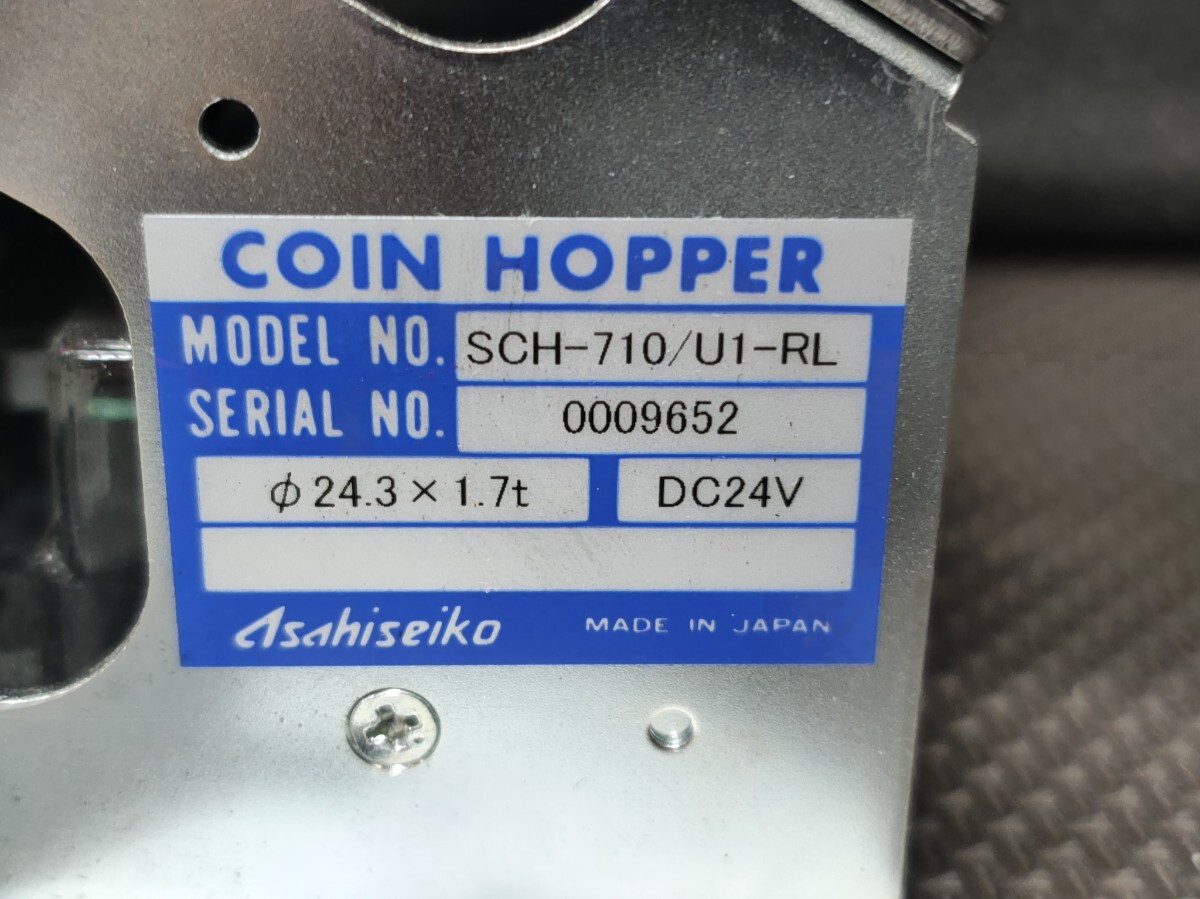 COIN HOPPER
MODEL NO. SCH-710/U1-RL
SERIAL NO. 0009652
φ24.3×1.7t DC24V
Asahiseiko MADE IN JAPAN